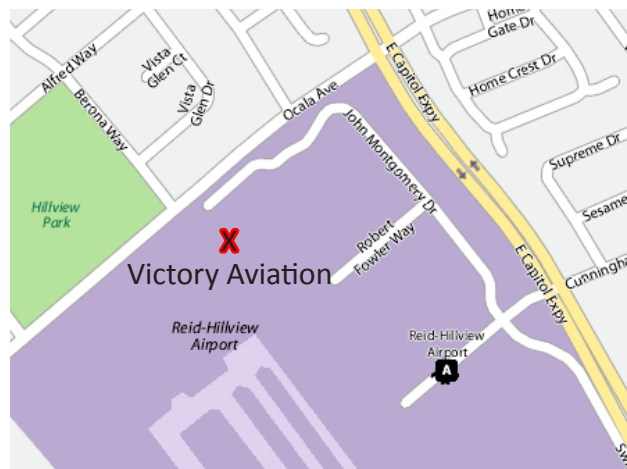 Alfred Way
Vista
Glen Ct
Vista
Glen Dr
Berona Way
Ocala Ave
E Capitol Expy
Home
Gate Dr
Home Crest Dr
Supreme Dr
Sesame
Cunningha
John Montgomery Dr
Hillview
Park
X
Victory Aviation
Robert
Fowler Way
E Capitol Expy
Reid-Hillview
Airport
Reid-Hillview
Airport
A
Sw